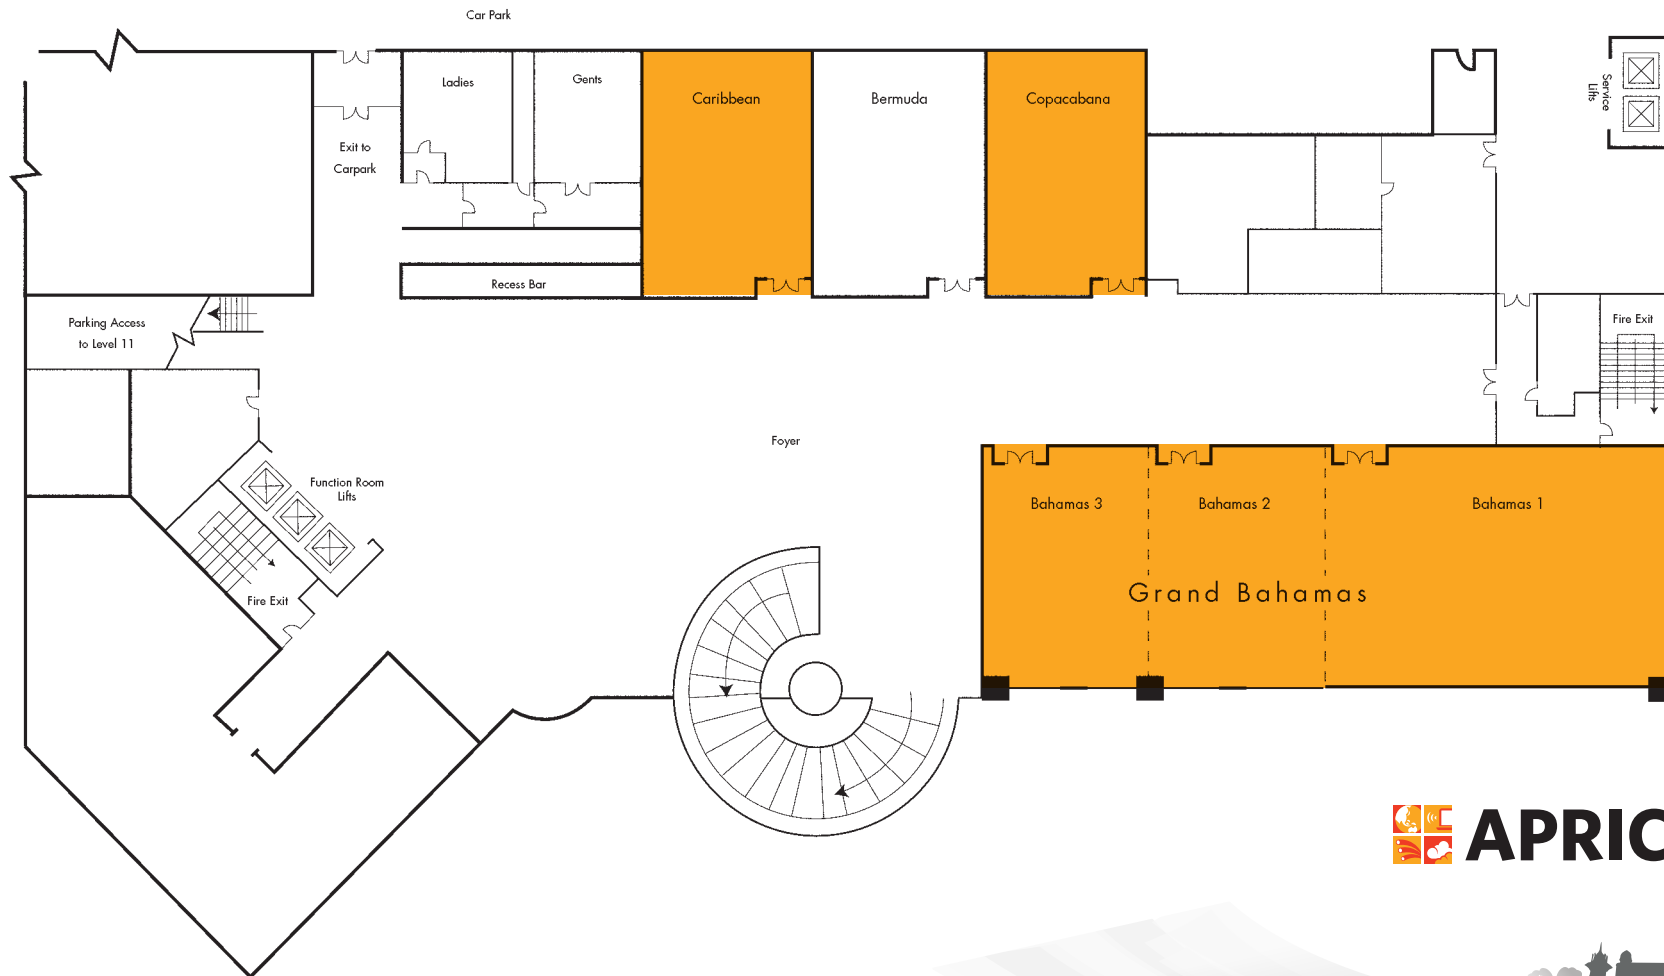 Car Park
Ladies
Gents
Caribbean
Bermuda
Copacabana
Service
Lifts
Exit to
Carpark
Recess Bar
Parking Access
to Level 11
Fire Exit
Foyer
Function Room
Lifts
Bahamas 3
Bahamas 2
Bahamas 1
Grand Bahamas
Fire Exit
APRIC